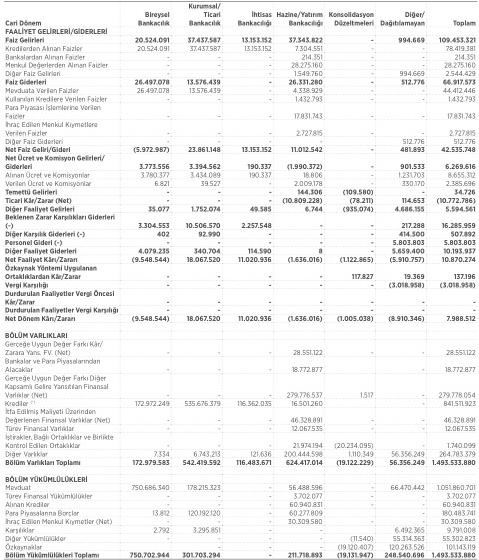 Kurumsal/
Bireysel Ticari İhtisas Hazine/Yatırım Konsolidasyon Diğer/
Cari Dönem Bankacılık Bankacılık Bankacılığı Bankacılığı Düzeltmeleri Dağıtılamayan Toplam
FAALİYET GELİRLERİ/GİDERLERİ
Faiz Gelirleri 20.524.091 37.437.587 13.153.152 37.343.822 - 994.669 109.453.321
Kredilerden Alınan Faizler 20.524.091 37.437.587 13.153.152 7.304.551 - - 78.419.381
Bankalardan Alınan Faizler - - - 214.351 - - 214.351
Menkul Değerlerden Alınan Faizler - - - 28.275.160 - - 28.275.160
Diğer Faiz Gelirleri - - - 1.549.760 - 994.669 2.544.429
Faiz Giderleri 26.497.078 13.576.439 - 26.331.280 - 512.776 66.917.573
Mevduata Verilen Faizler 26.497.078 13.576.439 - 4.338.929 - - 44.412.446
Kullanılan Kredilere Verilen Faizler - - - 1.432.793 - - 1.432.793
Para Piyasası İşlemlerine Verilen
Faizler - - - 17.831.743 - - 17.831.743
İhraç Edilen Menkul Kıymetlere
Verilen Faizler - - - 2.727.815 - - 2.727.815
Diğer Faiz Giderleri - - - - - 512.776 512.776
Net Faiz Geliri/Gideri (5.972.987) 23.861.148 13.153.152 11.012.542 - 481.893 42.535.748
Net Ücret ve Komisyon Gelirleri/
Giderleri 3.773.556 3.394.562 190.337 (1.990.372) - 901.533 6.269.616
Alınan Ücret ve Komisyonlar 3.780.377 3.434.089 190.337 18.806 - 1.231.703 8.655.312
Verilen Ücret ve Komisyonlar 6.821 39.527 - 2.009.178 - 330.170 2.385.696
Temettü Gelirleri - - - 144.306 (109.580) - 34.726
Ticari Kâr/Zarar (Net) - - - (10.809.228) (78.211) 114.653 (10.772.786)
Diğer Faaliyet Gelirleri 35.077 1.752.074 49.585 6.744 (935.074) 4.686.155 5.594.561
Beklenen Zarar Karşılıkları Giderleri
(-) 3.304.553 10.506.570 2.257.548 - - 217.288 16.285.959
Diğer Karşılık Giderleri (-) 402 92.990 - - - 414.500 507.892
Personel Gideri (-) - - - - - 5.803.803 5.803.803
Diğer Faaliyet Giderleri 4.079.235 340.704 114.590 8 - 5.659.400 10.193.937
Net Faaliyet Kârı/Zararı (9.548.544) 18.067.520 11.020.936 (1.636.016) (1.122.865) (5.910.757) 10.870.274
Özkaynak Yöntemi Uygulanan
Ortaklıklardan Kâr/Zarar - - - - 117.827 19.369 137.196
Vergi Karşılığı - - - - - (3.018.958) (3.018.958)
Durdurulan Faaliyetler Vergi Öncesi
Kâr/Zarar - - - - - - -
Durdurulan Faaliyetler Vergi Karşılığı - - - - - - -
Net Dönem Kârı/Zararı (9.548.544) 18.067.520 11.020.936 (1.636.016) (1.005.038) (8.910.346) 7.988.512
BÖLÜM VARLIKLARI
Gerçeğe Uygun Değer Farkı Kâr/
Zarara Yans. FV. (Net) - - - 28.551.122 - - 28.551.122
Bankalar ve Para Piyasalarından
Alacaklar - - - 18.772.877 - - 18.772.877
Gerçeğe Uygun Değer Farkı Diğer
Kapsamlı Gelire Yansıtılan Finansal
Varlıklar (Net) - - - 279.776.537 1.517 - 279.778.054
Krediler 172.972.249 535.676.379 116.362.035 16.501.260 - - 841.511.923
İtfa Edilmiş Maliyeti Üzerinden
Değerlenen Finansal Varlıklar (Net) - - - 46.328.891 - - 46.328.891
Türev Finansal Varlıklar - - - 12.067.535 - - 12.067.535
İştirakler, Bağlı Ortaklıklar ve Birlikte
Kontrol Edilen Ortaklıklar - - - 21.974.194 (20.234.095) - 1.740.099
Diğer Varlıklar 7.334 6.743.213 121.636 200.444.598 1.110.349 56.356.249 264.783.379
Bölüm Varlıkları Toplamı 172.979.583 542.419.592 116.483.671 624.417.014 (19.122.229) 56.356.249 1.493.533.880
BÖLÜM YÜKÜMLÜLÜKLERİ
Mevduat 750.686.340 178.215.323 - 56.488.596 - 66.470.442 1.051.860.701
Türev Finansal Yükümlülükler - - - 3.702.077 - - 3.702.077
Alınan Krediler - - - 60.940.831 - - 60.940.831
Para Piyasalarına Borçlar 13.812 120.192.120 - 60.277.809 - - 180.483.741
İhraç Edilen Menkul Kıymetler (Net) - - - 30.309.580 - - 30.309.580
Karşılıklar 2.792 3.295.851 - - - 6.492.365 9.791.008
Diğer Yükümlülükler - - - - (11.540) 55.314.363 55.302.823
Özkaynaklar - - - - (19.120.407) 120.263.526 101.143.119
Bölüm Yükümlülükleri Toplamı 750.702.944 301.703.294 - 211.718.893 (19.131.947) 248.540.696 1.493.533.880